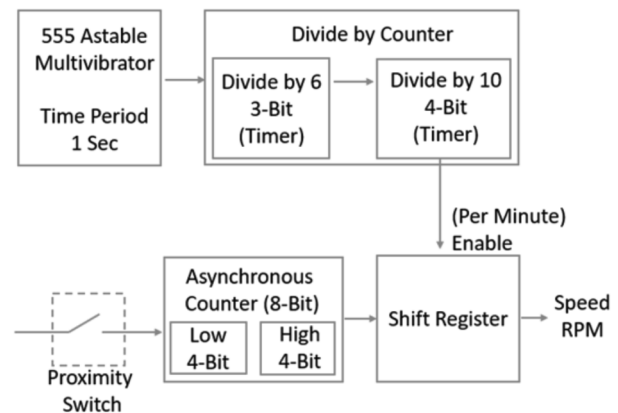 555 Astable
Multivibrator
Time Period
1 Sec
Divide by Counter
Divide by 6
3-Bit
(Timer)
Divide by 10
4-Bit
(Timer)
(Per Minute)
Enable
Asynchronous
Counter (8-Bit)
Low
4-Bit
High
4-Bit
Shift Register
Speed
RPM
Proximity
Switch